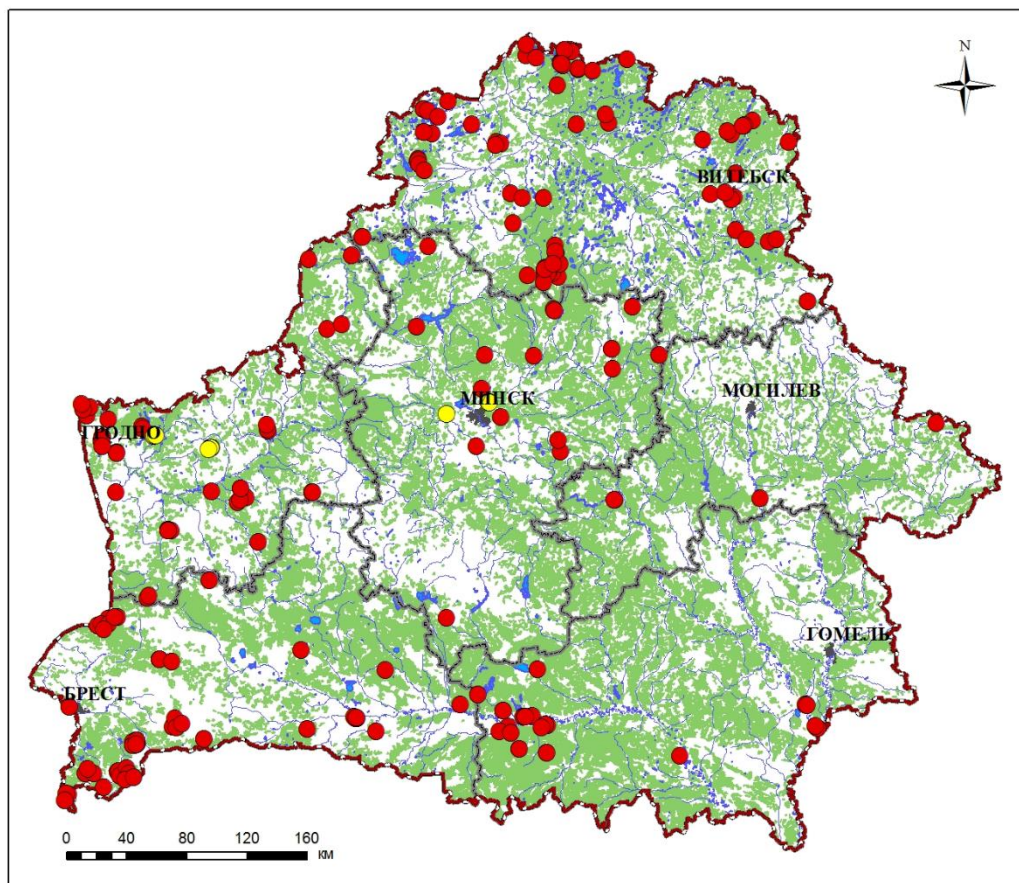 N
ВИТЕБСК
МИНСК
МОГИЛЕВ
ГРОДНО
ГОМЕЛЬ
БРЕСТ
0 40 80 120 160
км